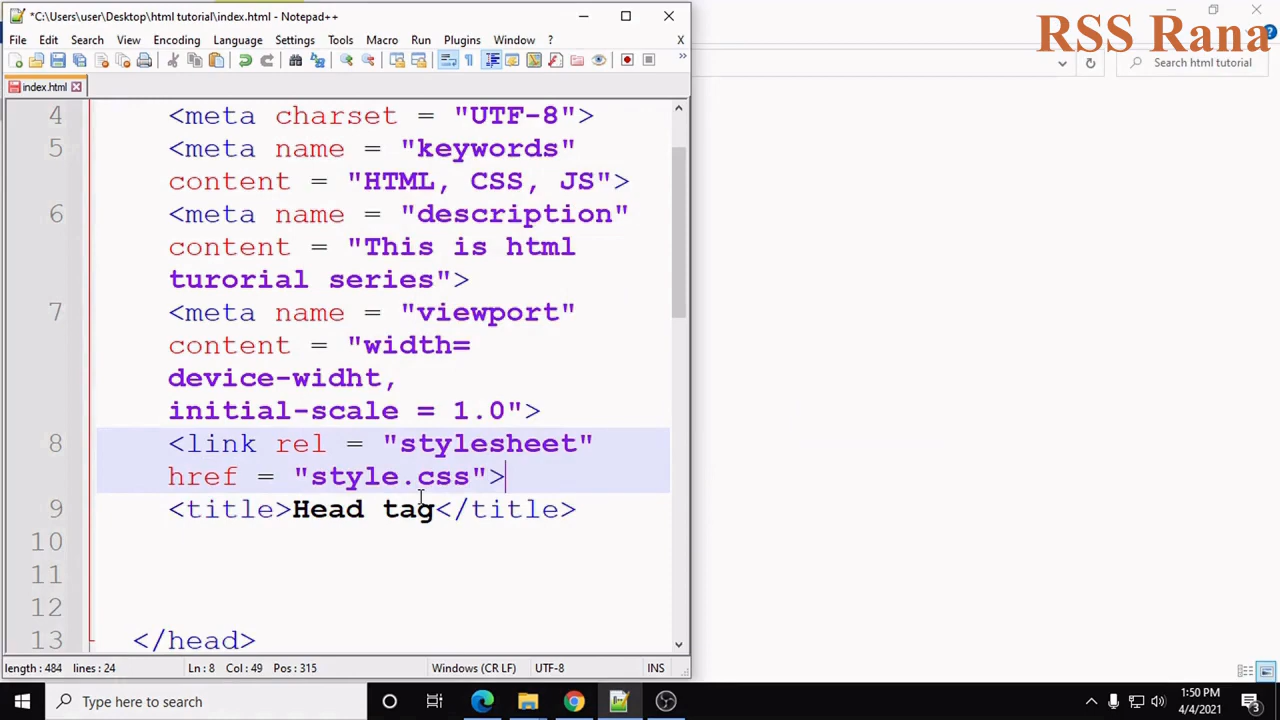 *C:\Users\user\Desktop\html tutorial\index.html - Notepad++
RSS Rana
File Edit Search View Encoding Language Settings Tools Macro Run Plugins Window ? X
Search html tutorial
index.html
4 <meta charset = "UTF-8">
5 <meta name = "keywords"
content = "HTML, CSS, JS">
6 <meta name = "description"
content = "This is html
turorial series">
7 <meta name = "viewport"
content = "width=
device-widht,
initial-scale = 1.0">
8 <link rel = "stylesheet"
href = "style.css">
9 <title>Head tag</title>
10
11
12
13 </head>
length : 484 lines : 24 Ln : 8 Col : 49 Pos : 315 Windows (CR LF) UTF-8 INS
Type here to search
1:50 PM
4/4/2021
3